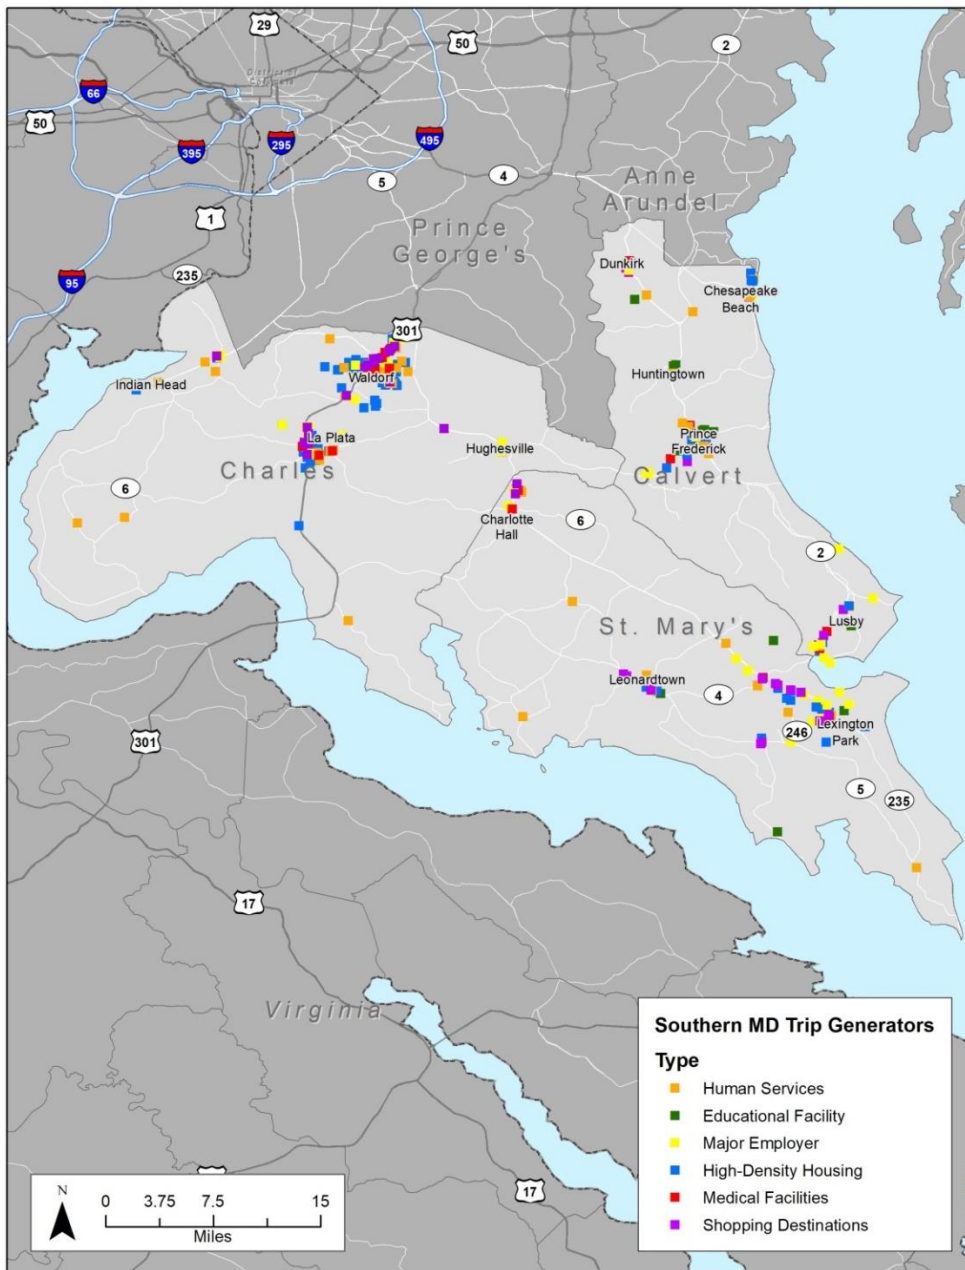 29
50
2
District of
Columbia
66
50
395
295
495
5
4
Anne
Arundel
1
Prince
George's
235
95
Dunkirk
Chesapeake
Beach
301
Indian Head
Waldorf
Huntingtown
La Plata
Hughesville
Prince
Frederick
Charles
Calvert
6
Charlotte
Hall
6
2
St. Mary's
Lusby
Leonardtown
4
Lexington
Park
246
301
5
235
17
Virginia
17
Southern MD Trip Generators
Type
Human Services
Educational Facility
Major Employer
High-Density Housing
Medical Facilities
Shopping Destinations
N
0 3.75 7.5 15
Miles